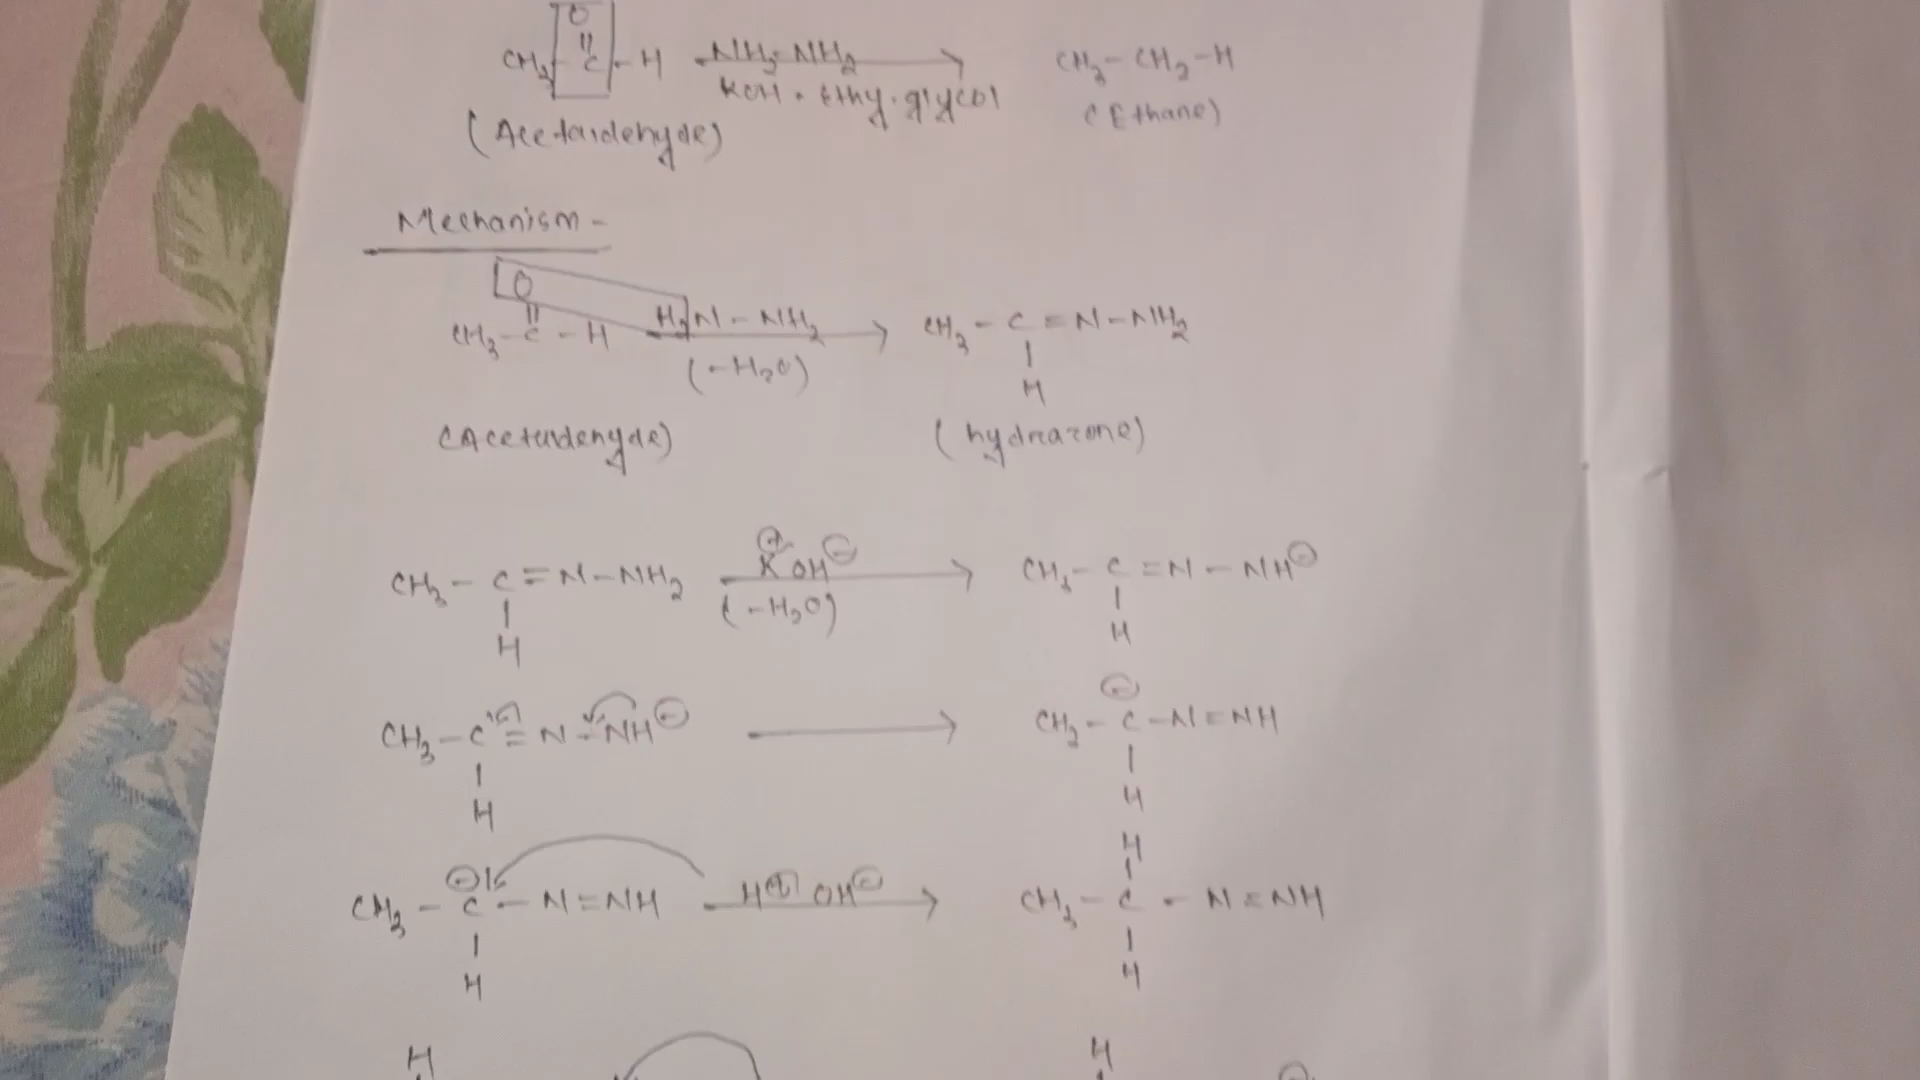 O
CH3 - C - H NH2-NH2 CH3 - CH2 - H
KOH + Ethy. glycol
(Acetaldehyde) (Ethane)
Mechanism -
O
CH3 - C - H H2N - NH2 CH3 - C = N - NH2
(-H2O) H
(Acetaldehyde) (hydrazone)
CH3 - C = N - NH2 K⊕OH⊖ CH3 - C = N - NH⊖
(-H2O)
H H
⊖
CH3 - C = N - NH⊖ CH3 - C - N = NH
H H
H
⊖
CH3 - C - N = NH H⊕ OH⊖ CH3 - C - N = NH
H H
H H